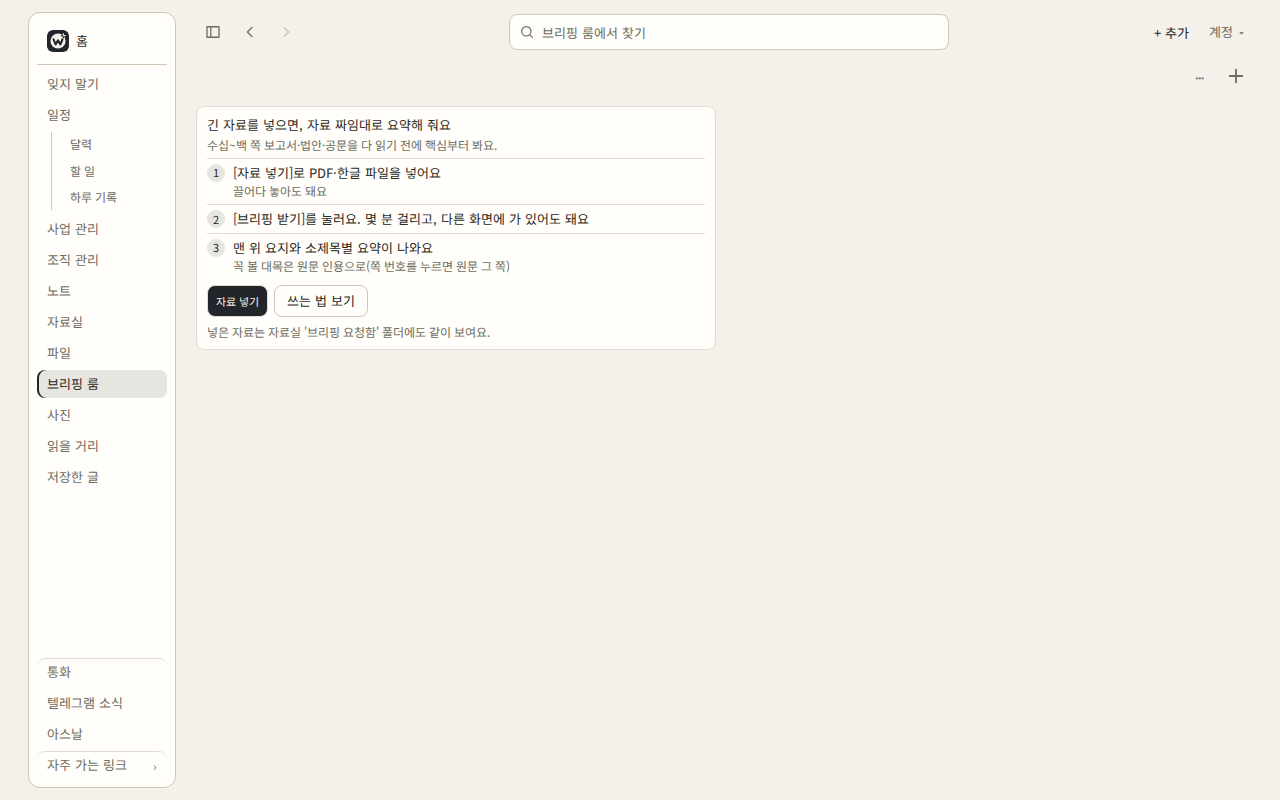 홈
잊지 말기
일정
달력
할 일
하루 기록
사업 관리
조직 관리
노트
자료실
파일
브리핑 룸
사진
읽을 거리
저장한 글
통화
텔레그램 소식
아스날
자주 가는 링크 ›
브리핑 룸에서 찾기
+ 추가
계정
...
긴 자료를 넣으면, 자료 짜임대로 요약해 줘요
수십~백 쪽 보고서·법안·공문을 다 읽기 전에 핵심부터 봐요.
1 [자료 넣기]로 PDF·한글 파일을 넣어요
끌어다 놓아도 돼요
2 [브리핑 받기]를 눌러요. 몇 분 걸리고, 다른 화면에 가 있어도 돼요
3 맨 위 요지와 소제목별 요약이 나와요
꼭 볼 대목은 원문 인용으로(쪽 번호를 누르면 원문 그 쪽)
자료 넣기
쓰는 법 보기
넣은 자료는 자료실 '브리핑 요청함' 폴더에도 같이 보여요.